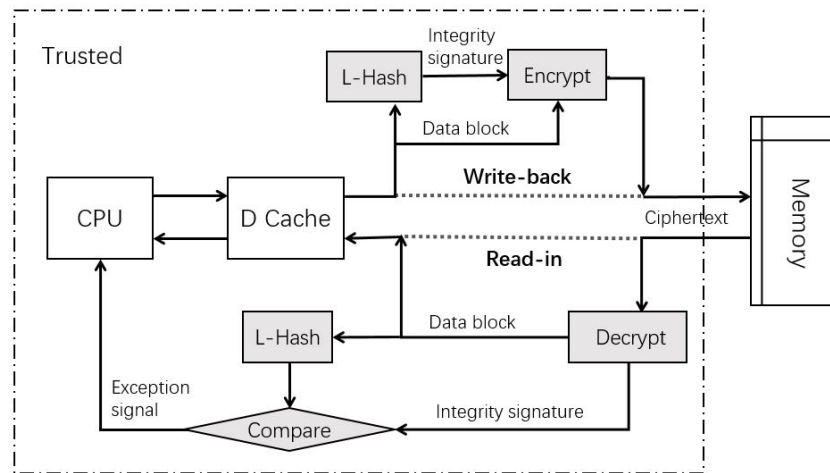 Trusted
Integrity
signature
L-Hash
Encrypt
Data block
Write-back
CPU
D Cache
Ciphertext
Memory
Read-in
L-Hash
Data block
Decrypt
Exception
signal
Compare
Integrity signature